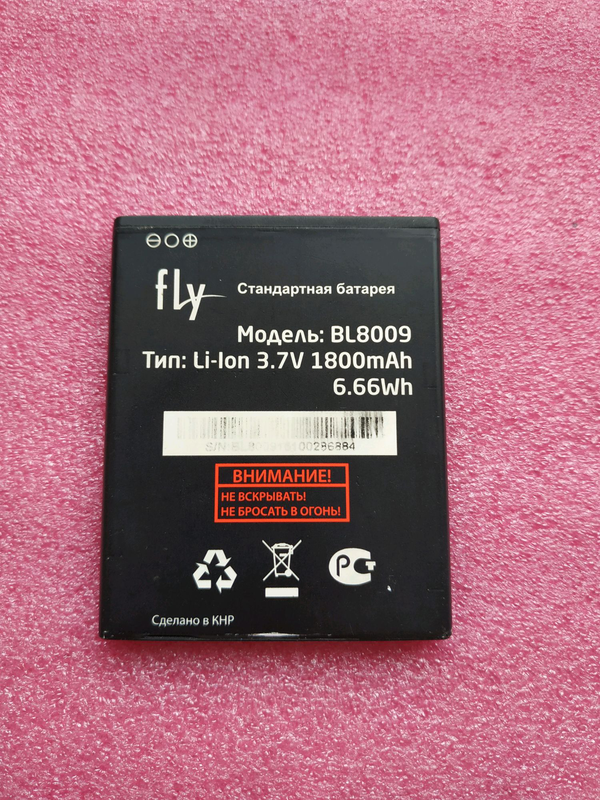 fly Стандартная батарея
Модель: BL8009
Тип: Li-Ion 3.7V 1800mAh
6.66Wh
S/N
ВНИМАНИЕ!
НЕ ВСКРЫВАТЬ!
НЕ БРОСАТЬ В ОГОНЬ!
РСТ
Сделано в КНР